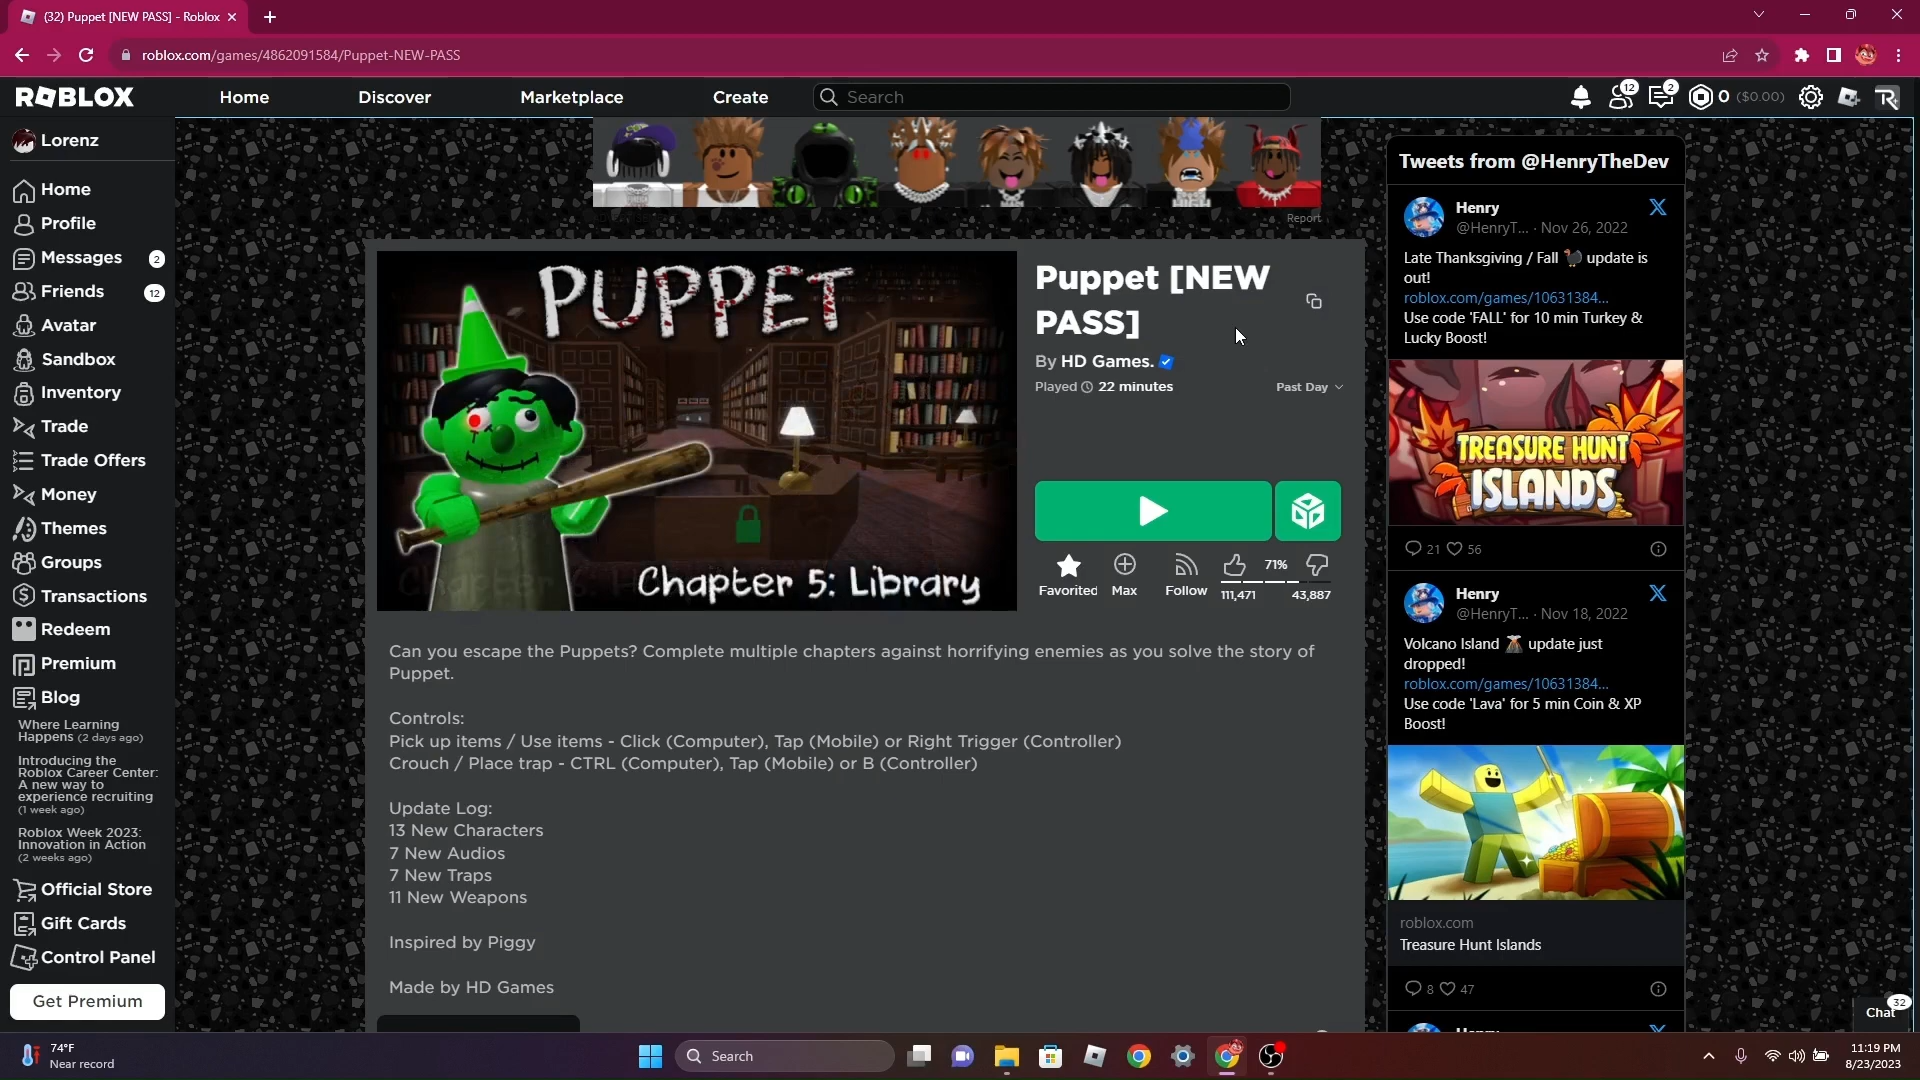 (32) Puppet [NEW PASS] - Roblox
roblox.com/games/4862091584/Puppet-NEW-PASS
ROBLOX
Home
Discover
Marketplace
Create
Search
12
2
0 ($0.00)
Lorenz
Home
Profile
Messages 2
Friends 12
Avatar
Sandbox
Inventory
Trade
Trade Offers
Money
Themes
Groups
Transactions
Redeem
Premium
Blog
Where Learning
Happens (2 days ago)
Introducing the
Roblox Career Center:
A new way to
experience recruiting
(1 week ago)
Roblox Week 2023:
Innovation in Action
(2 weeks ago)
Official Store
Gift Cards
Control Panel
Get Premium
Report
PUPPET
Chapter 5: Library
Puppet [NEW
PASS]
By HD Games.
Played 22 minutes
Past Day
Favorited
Max
Follow
71%
111,471
43,887
Can you escape the Puppets? Complete multiple chapters against horrifying enemies as you solve the story of
Puppet.
Controls:
Pick up items / Use items - Click (Computer), Tap (Mobile) or Right Trigger (Controller)
Crouch / Place trap - CTRL (Computer), Tap (Mobile) or B (Controller)
Update Log:
13 New Characters
7 New Audios
7 New Traps
11 New Weapons
Inspired by Piggy
Made by HD Games
Tweets from @HenryTheDev
Henry
@HenryT... · Nov 26, 2022
Late Thanksgiving / Fall 🦃 update is
out!
roblox.com/games/10631384...
Use code 'FALL' for 10 min Turkey &
Lucky Boost!
TREASURE HUNT
ISLANDS
21 56
Henry
@HenryT... · Nov 18, 2022
Volcano Island 🌋 update just
dropped!
roblox.com/games/10631384...
Use code 'Lava' for 5 min Coin & XP
Boost!
roblox.com
Treasure Hunt Islands
8 47
Henry
Chat 32
74°F
Near record
Search
11:19 PM
8/23/2023